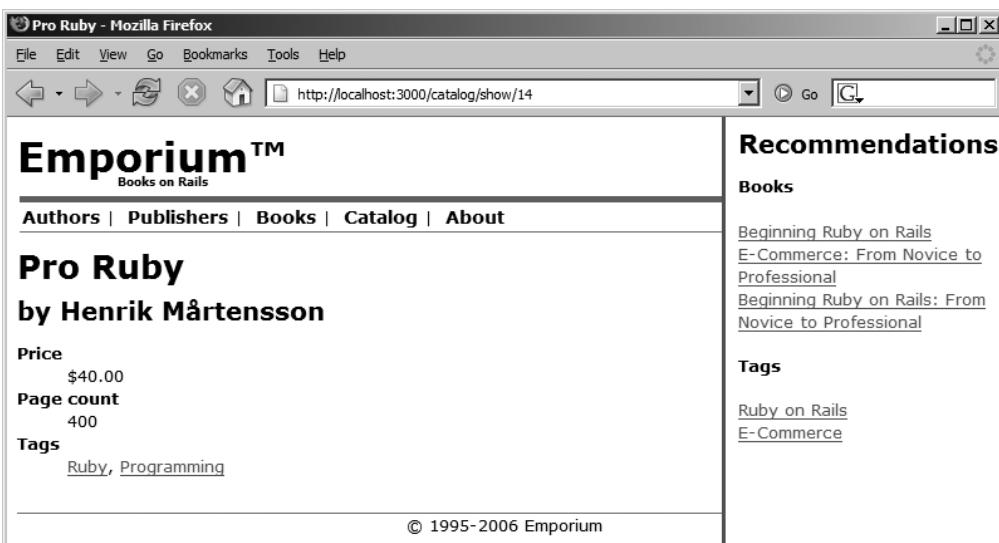 Pro Ruby - Mozilla Firefox
File Edit View Go Bookmarks Tools Help
http://localhost:3000/catalog/show/14
Go
G
Emporium™
Books on Rails
Authors | Publishers | Books | Catalog | About
Pro Ruby
by Henrik Mårtensson
Price
$40.00
Page count
400
Tags
Ruby, Programming
© 1995-2006 Emporium
Recommendations
Books
Beginning Ruby on Rails
E-Commerce: From Novice to
Professional
Beginning Ruby on Rails: From
Novice to Professional
Tags
Ruby on Rails
E-Commerce